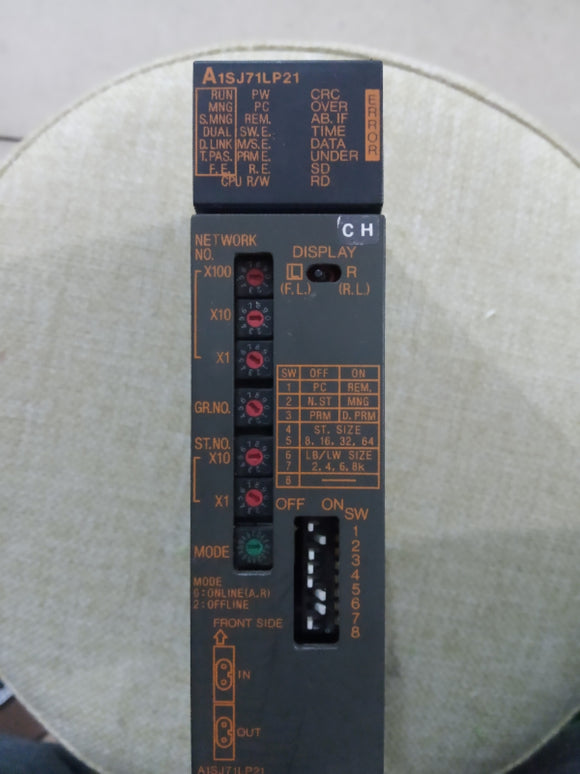 A1SJ71LP21
RUN PW CRC
MNG PC OVER
S.MNG REM. AB.IF
DUAL SW.E. TIME
D.LINK M/S.E. DATA
T.PAS. PRM E. UNDER
F.E. R.E. SD
CPU R/W RD
ERROR
CH
NETWORK
NO.
DISPLAY
X100
L R
(F.L.) (R.L.)
X10
X1
SW OFF ON
1 PC REM.
2 N.ST MNG
3 PRM D.PRM
4 ST. SIZE
5 8, 16, 32, 64
6 LB/LW SIZE
7 2, 4, 6, 8k
8
GR.NO.
ST.NO.
X10
X1
OFF ON
SW
1
2
3
4
5
6
7
8
MODE
MODE
0:ONLINE(A.R)
2:OFFLINE
FRONT SIDE
IN
OUT
A1SJ71LP21